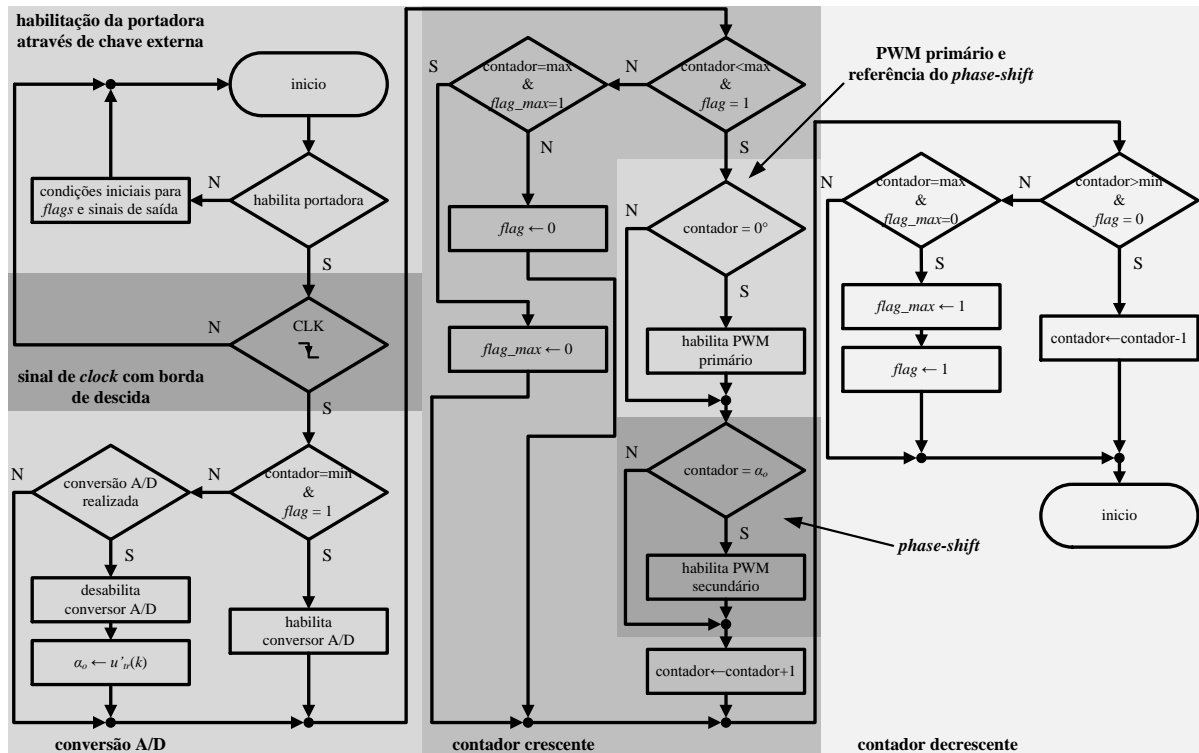 habilitação da portadora
através de chave externa
inicio
condições iniciais para
flags e sinais de saída
N
habilita portadora
S
N
CLK
sinal de clock com borda
de descida
S
N
conversão A/D
realizada
N
contador=min
&
flag = 1
S
S
desabilita
conversor A/D
αo ← u'tr(k)
habilita
conversor A/D
conversão A/D
S
contador=max
&
flag_max=1
N
contador<max
&
flag = 1
N
S
flag ← 0
flag_max ← 0
PWM primário e
referência do phase-shift
N
contador = 0°
S
habilita PWM
primário
N
contador = αo
S
phase-shift
habilita PWM
secundário
contador←contador+1
contador crescente
N
contador=max
&
flag_max=0
N
contador>min
&
flag = 0
S
S
flag_max ← 1
flag ← 1
contador←contador-1
inicio
contador decrescente